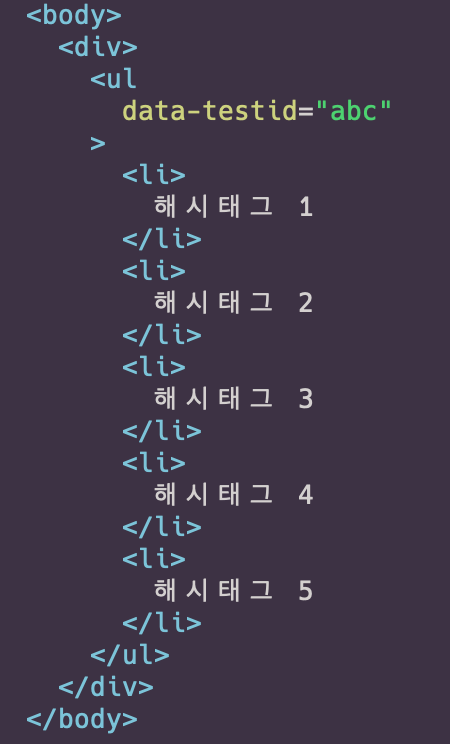 <body>
<div>
<ul
data-testid="abc"
>
<li>
해시태그 1
</li>
<li>
해시태그 2
</li>
<li>
해시태그 3
</li>
<li>
해시태그 4
</li>
<li>
해시태그 5
</li>
</ul>
</div>
</body>